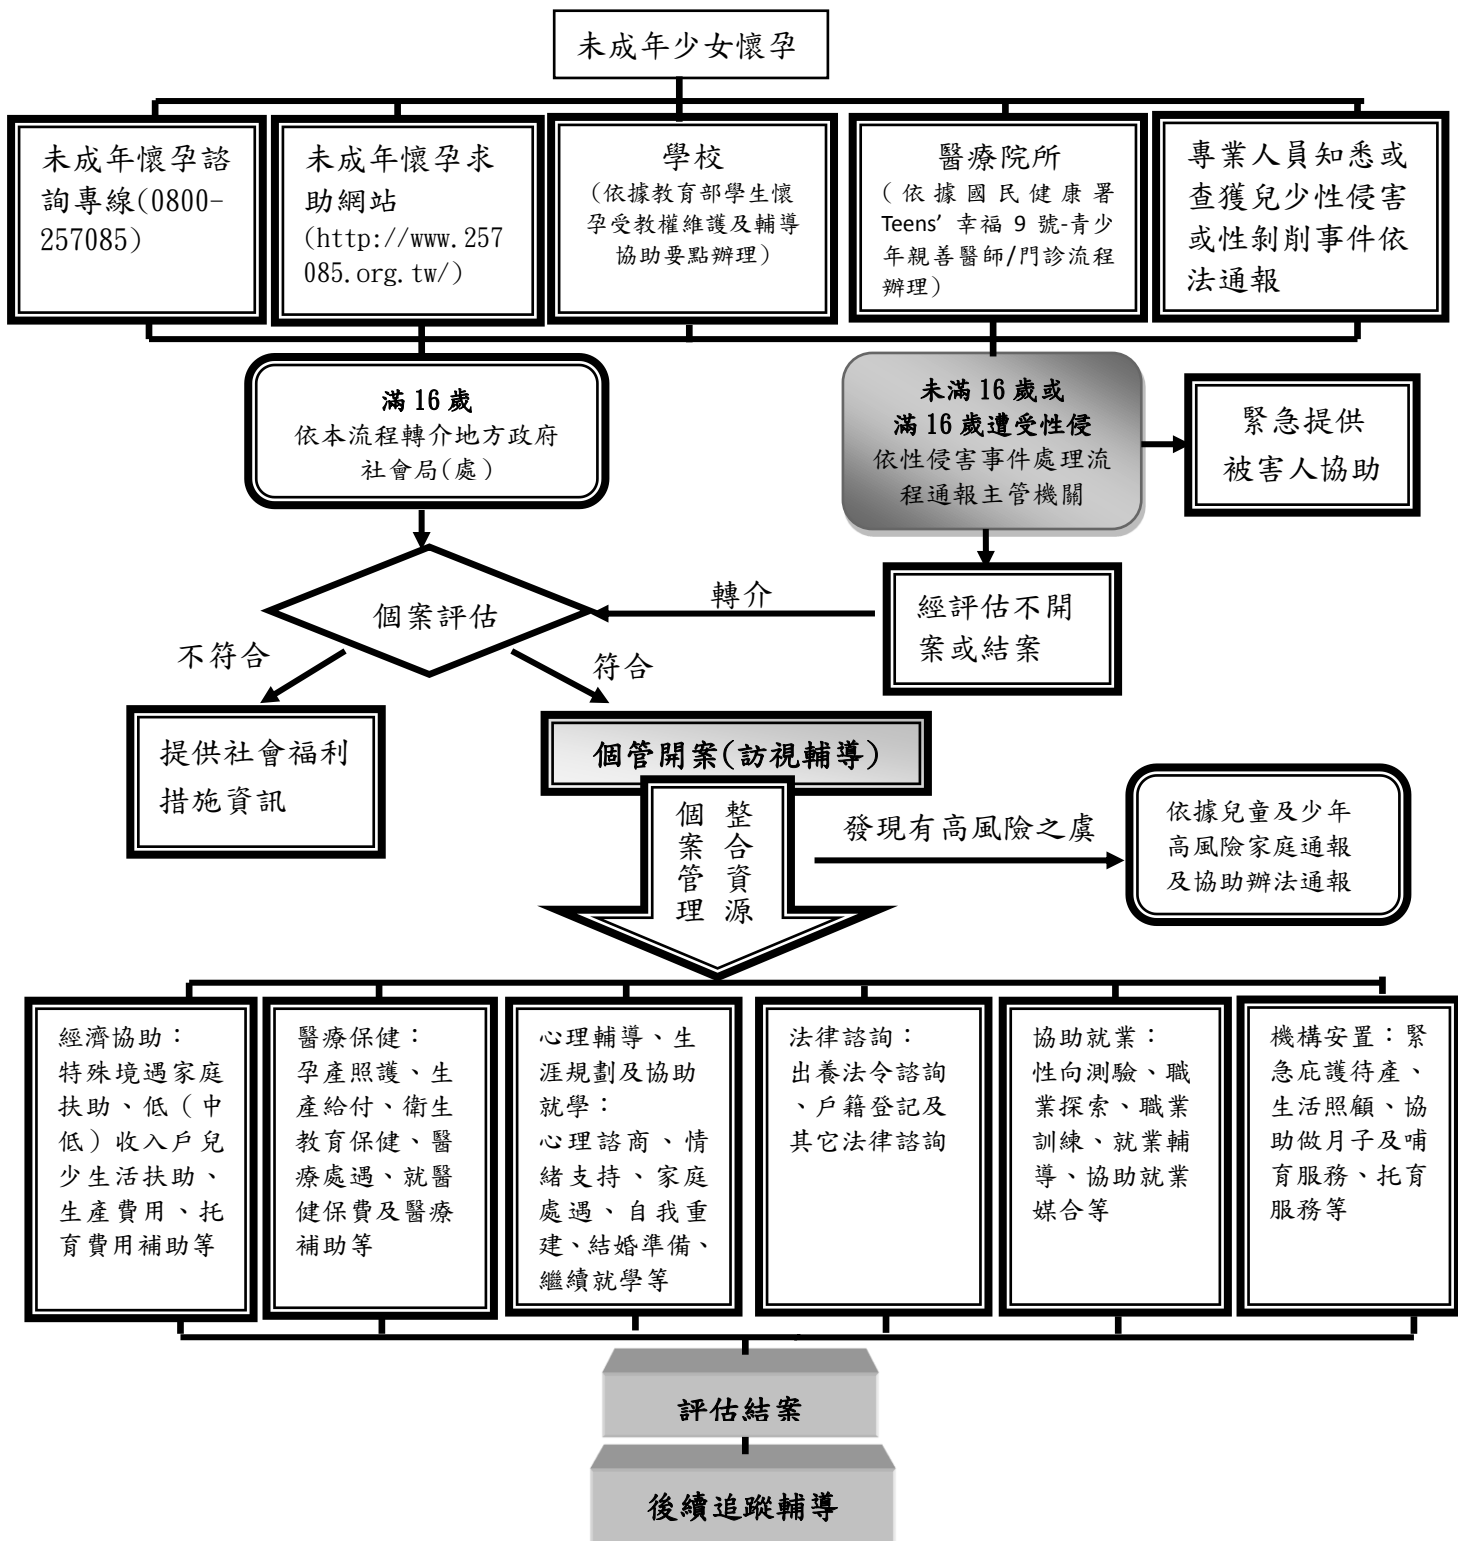 未成年少女懷孕
未成年懷孕諮
詢專線(0800-
257085)
未成年懷孕求
助網站
(http://www.257
085.org.tw/)
學校
(依據教育部學生懷
孕受教權維護及輔導
協助要點辦理)
醫療院所
(依據國民健康署
Teens’ 幸福 9 號-青少
年親善醫師/門診流程
辦理)
專業人員知悉或
查獲兒少性侵害
或性剝削事件依
法通報
滿 16 歲
依本流程轉介地方政府
社會局(處)
未滿 16 歲或
滿 16 歲遭受性侵
依性侵害事件處理流
程通報主管機關
緊急提供
被害人協助
個案評估
轉介
經評估不開
案或結案
不符合
符合
提供社會福利
措施資訊
個管開案(訪視輔導)
個案管理
整合資源
發現有高風險之虞
依據兒童及少年
高風險家庭通報
及協助辦法通報
經濟協助：
特殊境遇家庭
扶助、低（中
低）收入戶兒
少生活扶助、
生產費用、托
育費用補助等
醫療保健：
孕產照護、生
產給付、衛生
教育保健、醫
療處遇、就醫
健保費及醫療
補助等
心理輔導、生
涯規劃及協助
就學：
心理諮商、情
緒支持、家庭
處遇、自我重
建、結婚準備、
繼續就學等
法律諮詢：
出養法令諮詢
、戶籍登記及
其它法律諮詢
協助就業：
性向測驗、職
業探索、職業
訓練、就業輔
導、協助就業
媒合等
機構安置：緊
急庇護待產、
生活照顧、協
助做月子及哺
育服務、托育
服務等
評估結案
後續追蹤輔導